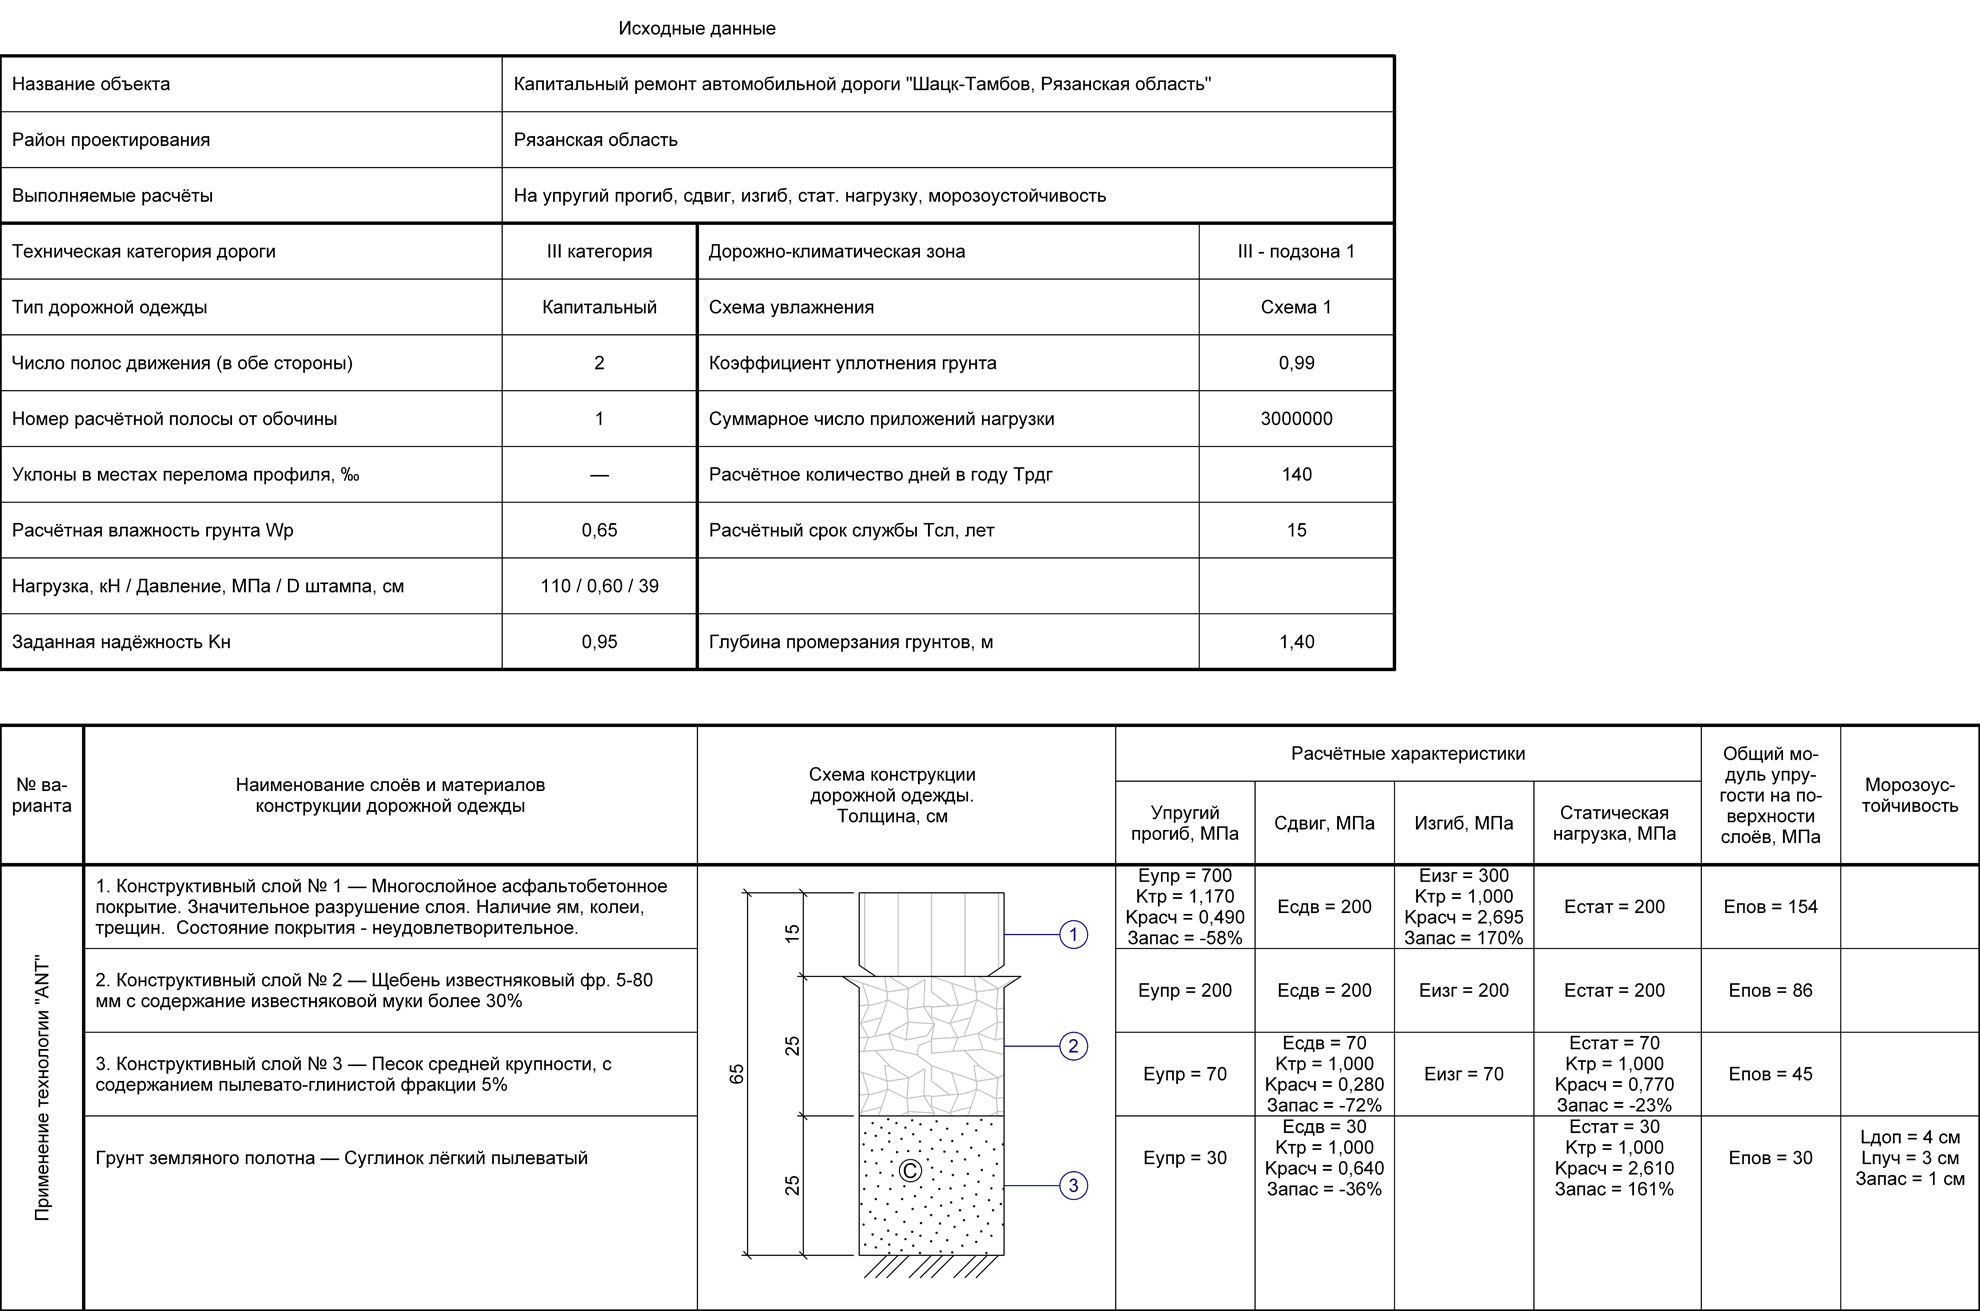 Исходные данные
Название объекта
Капитальный ремонт автомобильной дороги "Шацк-Тамбов, Рязанская область"
Район проектирования
Рязанская область
Выполняемые расчёты
На упругий прогиб, сдвиг, изгиб, стат. нагрузку, морозоустойчивость
Техническая категория дороги
III категория
Дорожно-климатическая зона
III - подзона 1
Тип дорожной одежды
Капитальный
Схема увлажнения
Схема 1
Число полос движения (в обе стороны)
2
Коэффициент уплотнения грунта
0,99
Номер расчётной полосы от обочины
1
Суммарное число приложений нагрузки
3000000
Уклоны в местах перелома профиля, ‰
—
Расчётное количество дней в году Трдг
140
Расчётная влажность грунта Wр
0,65
Расчётный срок службы Тсл, лет
15
Нагрузка, кН / Давление, МПа / D штампа, см
110 / 0,60 / 39
Заданная надёжность Кн
0,95
Глубина промерзания грунтов, м
1,40
№ ва-
рианта
Наименование слоёв и материалов
конструкции дорожной одежды
Схема конструкции
дорожной одежды.
Толщина, см
Расчётные характеристики
Упругий
прогиб, МПа
Сдвиг, МПа
Изгиб, МПа
Статическая
нагрузка, МПа
Общий мо-
дуль упру-
гости на по-
верхности
слоёв, МПа
Морозоус-
тойчивость
Применение технологии "ANT"
1. Конструктивный слой № 1 — Многослойное асфальтобетонное
покрытие. Значительное разрушение слоя. Наличие ям, колеи,
трещин. Состояние покрытия - неудовлетворительное.
15
1
Еупр = 700
Ктр = 1,170
Красч = 0,490
Запас = -58%
Есдв = 200
Еизг = 300
Ктр = 1,000
Красч = 2,695
Запас = 170%
Естат = 200
Епов = 154
2. Конструктивный слой № 2 — Щебень известняковый фр. 5-80
мм с содержание известняковой муки более 30%
65
25
2
Еупр = 200
Есдв = 200
Еизг = 200
Естат = 200
Епов = 86
3. Конструктивный слой № 3 — Песок средней крупности, с
содержанием пылевато-глинистой фракции 5%
Еупр = 70
Есдв = 70
Ктр = 1,000
Красч = 0,280
Запас = -72%
Еизг = 70
Естат = 70
Ктр = 1,000
Красч = 0,770
Запас = -23%
Епов = 45
Грунт земляного полотна — Суглинок лёгкий пылеватый
25
С
3
Еупр = 30
Есдв = 30
Ктр = 1,000
Красч = 0,640
Запас = -36%
Естат = 30
Ктр = 1,000
Красч = 2,610
Запас = 161%
Епов = 30
Lдоп = 4 см
Lпуч = 3 см
Запас = 1 см